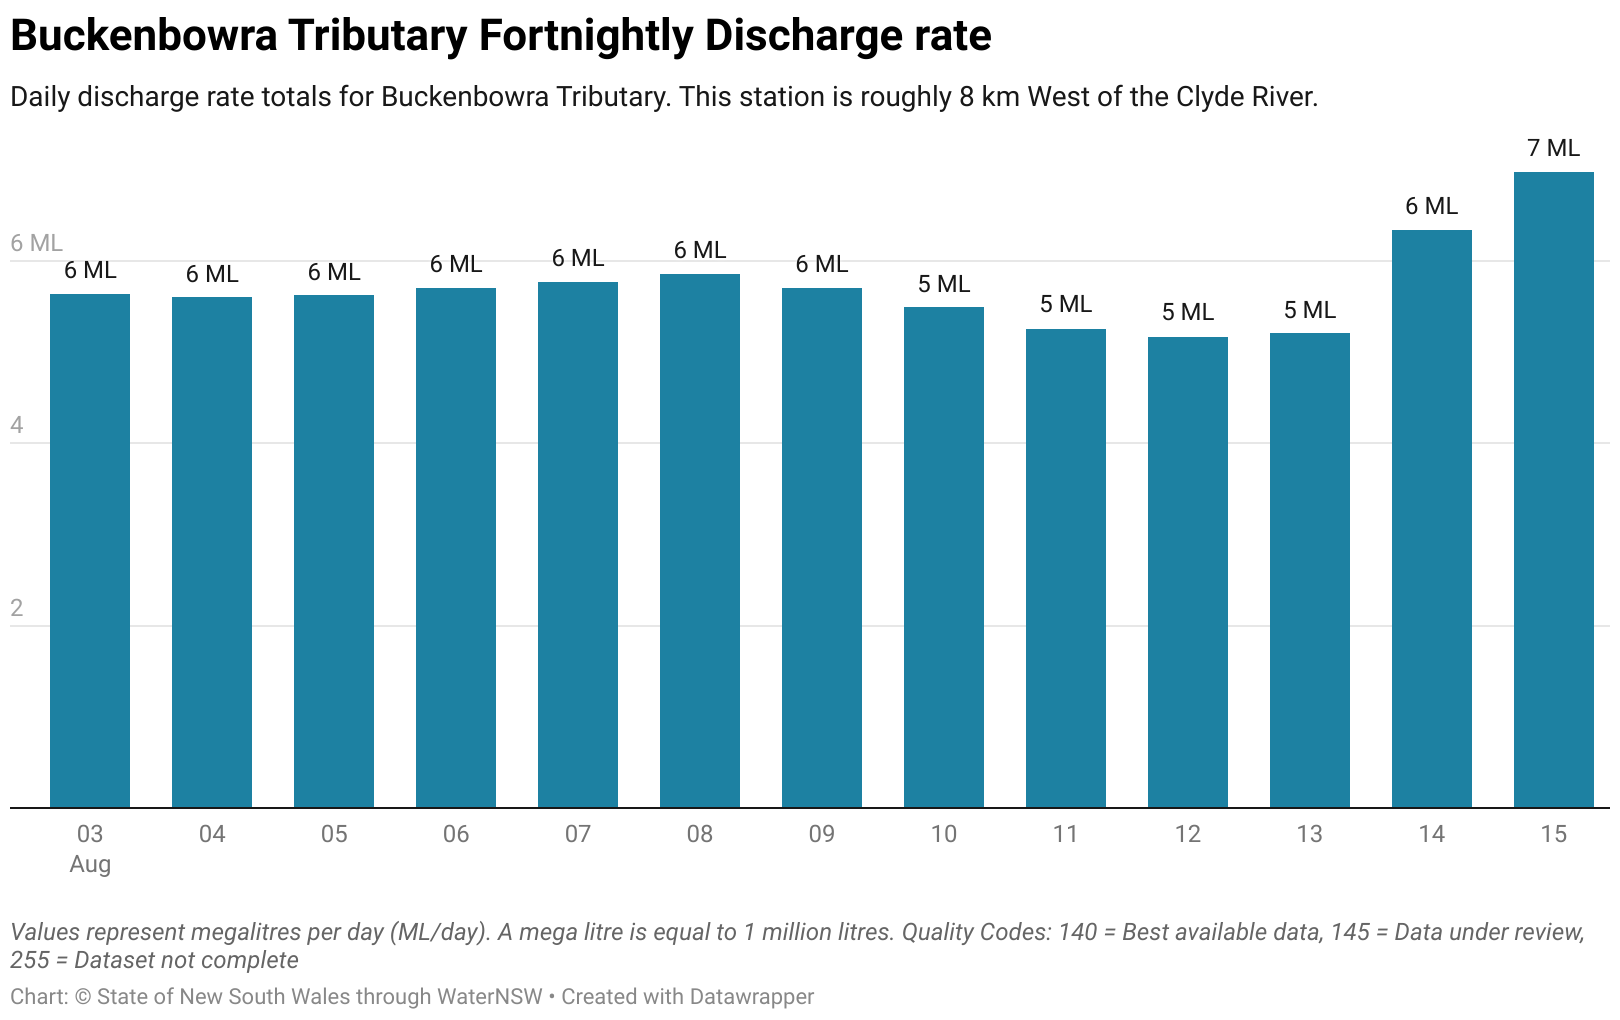 Buckenbowra Tributary Fortnightly Discharge rate
Daily discharge rate totals for Buckenbowra Tributary. This station is roughly 8 km West of the Clyde River.
7 ML
6 ML
6 ML
6 ML
6 ML
6 ML
6 ML
6 ML
6 ML
6 ML
5 ML
5 ML
5 ML
5 ML
4
2
03 04 05 06 07 08 09 10 11 12 13 14 15
Aug
Values represent megalitres per day (ML/day). A mega litre is equal to 1 million litres. Quality Codes: 140 = Best available data, 145 = Data under review,
255 = Dataset not complete
Chart: © State of New South Wales through WaterNSW • Created with Datawrapper